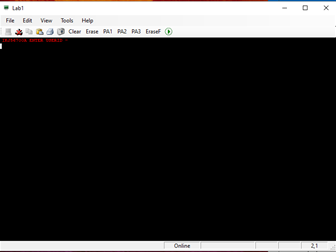 Lab1
File Edit View Tools Help
Clear Erase PA1 PA2 PA3 EraseF
Online
2,1